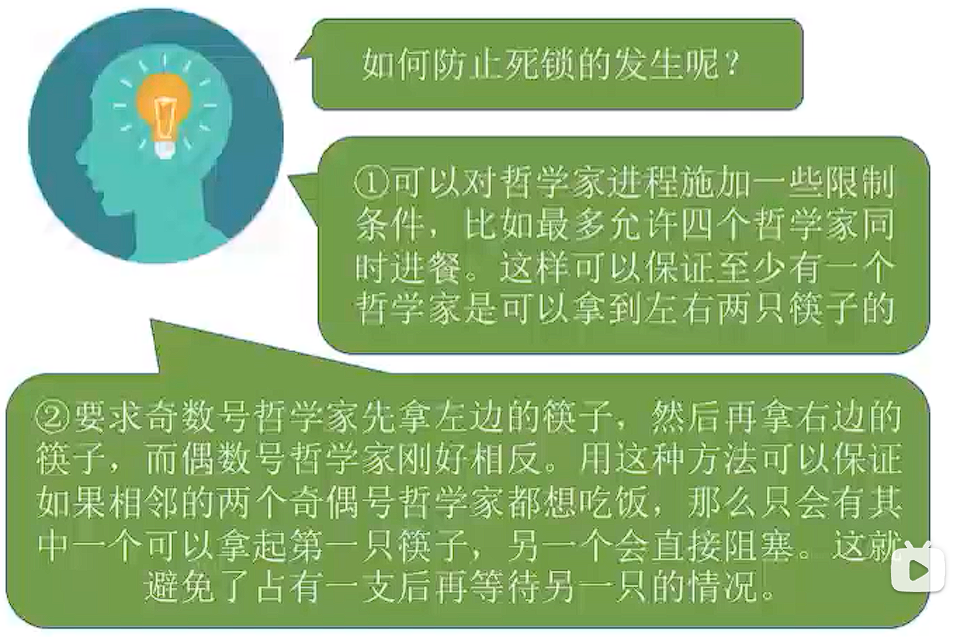 如何防止死锁的发生呢？
①可以对哲学家进程施加一些限制
条件，比如最多允许四个哲学家同
时进餐。这样可以保证至少有一个
哲学家是可以拿到左右两只筷子的
②要求奇数号哲学家先拿左边的筷子，然后再拿右边的
筷子，而偶数号哲学家刚好相反。用这种方法可以保证
如果相邻的两个奇偶号哲学家都想吃饭，那么只会有其
中一个可以拿起第一只筷子，另一个会直接阻塞。这就
避免了占有一支后再等待另一只的情况。